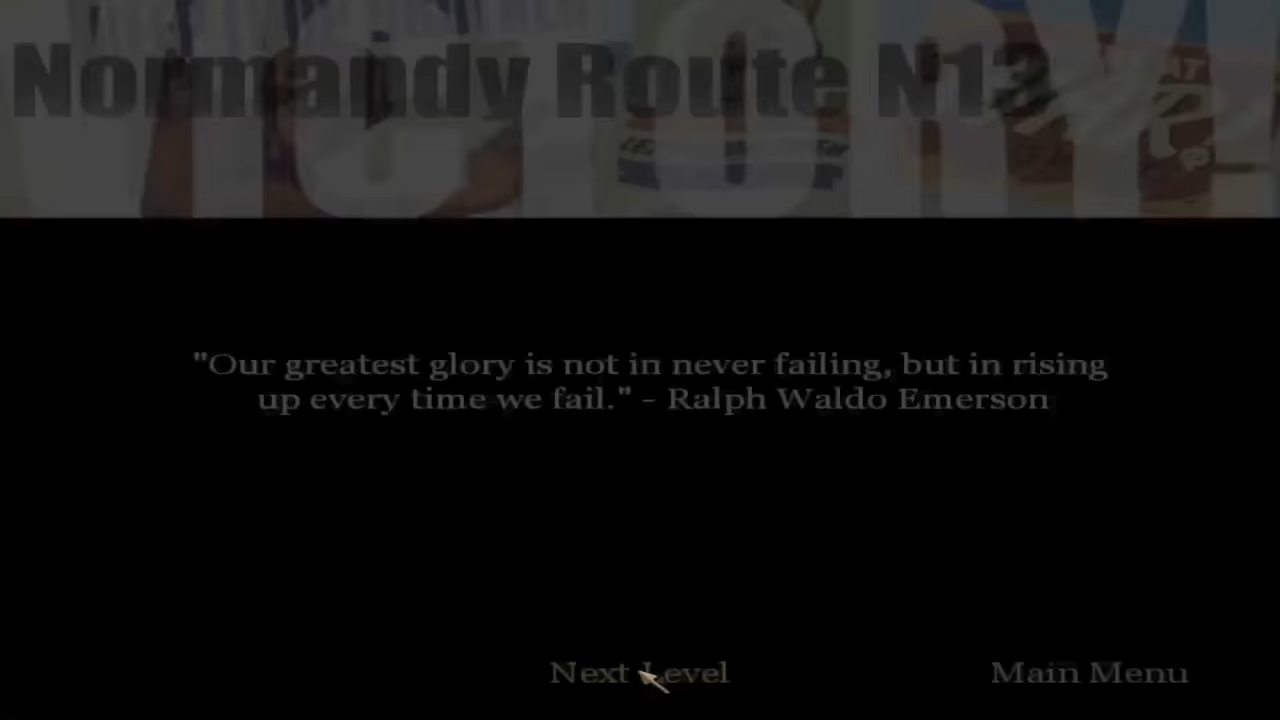 VICTORY!
Normandy Route N13
"Our greatest glory is not in never failing, but in rising
up every time we fail." - Ralph Waldo Emerson
Next Level
Main Menu